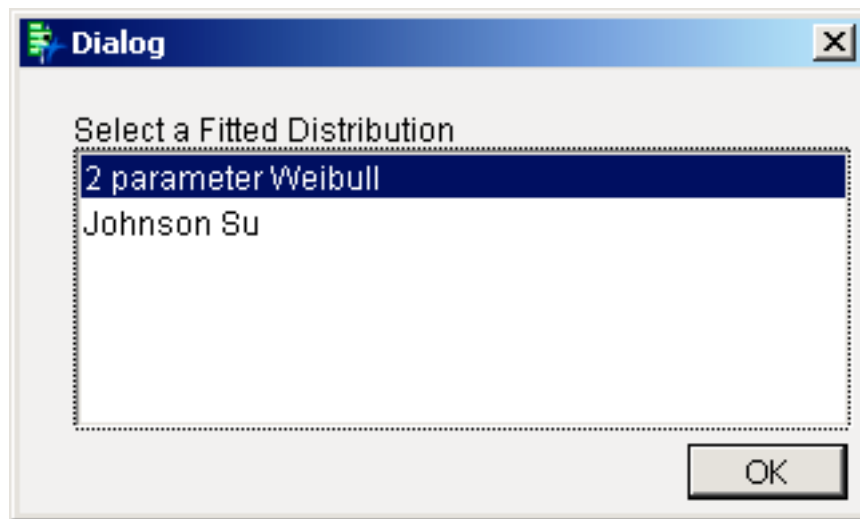 Dialog
Select a Fitted Distribution
2 parameter Weibull
Johnson Su
OK